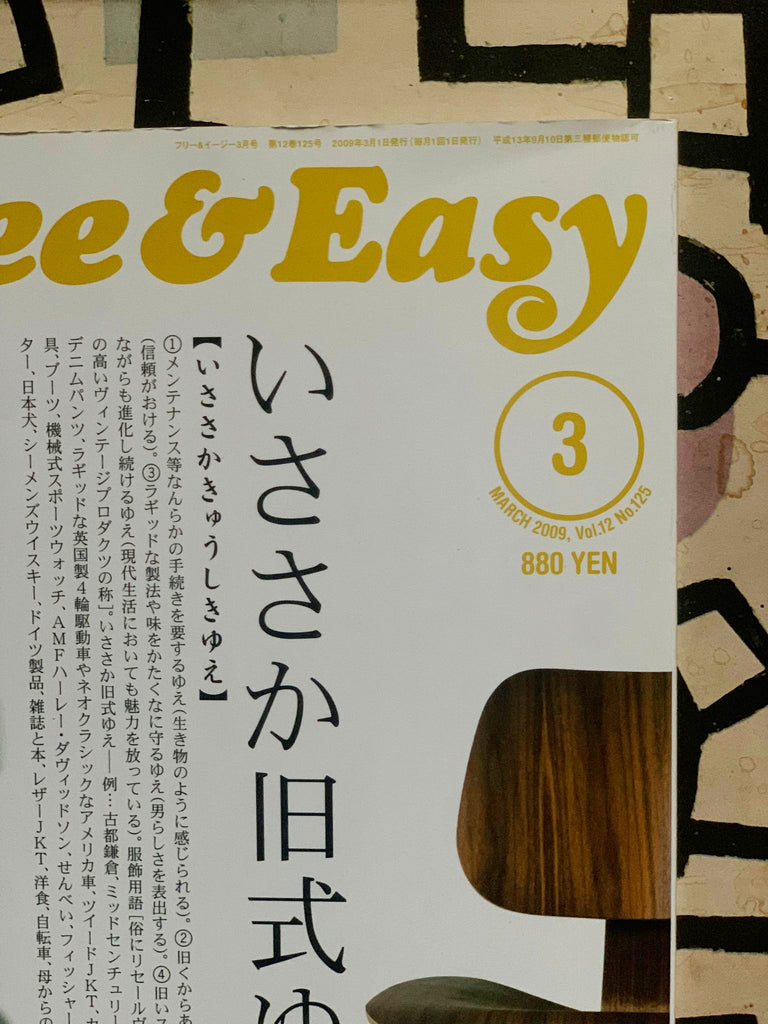 フリー&イージー3月号 第12巻125号 2009年3月1日発行(毎月1回1日発行) 平成13年9月10日第三種郵便物認可
ee&Easy
3
MARCH 2009, Vol.12 No.125
880 YEN
いささか旧式ゆ
【いささかきゅうしきゆえ】
①メンテナンス等なんらかの手続きを要するゆえ(生き物のように感じられる)。②旧くからあ
(信頼がおける)。③ラギッドな製法や味をかたくなに守るゆえ(男らしさを表出する)。④旧いス
ながらも進化し続けるゆえ(現代生活においても魅力を放っている)。服飾用語[俗にリセールヴ
の高いヴィンテージプロダクツの称]。いささか旧式ゆえ――例…古都鎌倉、ミッドセンチュリー
デニムパンツ、ラギッドな英国製4輪駆動車やネオクラシックなアメリカ車、ツイードJKT、カ
具、ブーツ、機械式スポーツウォッチ、AMFハーレー・ダヴィッドソン、せんべい、フィッシャー
ター、日本犬、シーメンズウイスキー、ドイツ製品、雑誌と本、レザーJKT、洋食、自転車、母からの